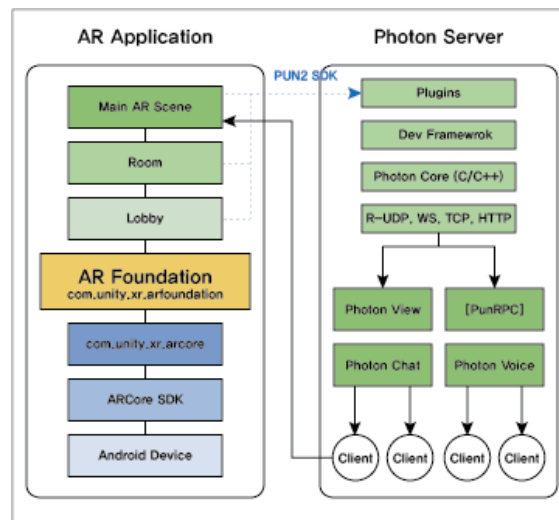 AR Application
Photon Server
PUN2 SDK
Main AR Scene
Room
Lobby
AR Foundation
com.unity.xr.arfoundation
com.unity.xr.arcore
ARCore SDK
Android Device
Plugins
Dev Framewrok
Photon Core (C/C++)
R-UDP, WS, TCP, HTTP
Photon View
[PunRPC]
Photon Chat
Photon Voice
Client
Client
Client
Client